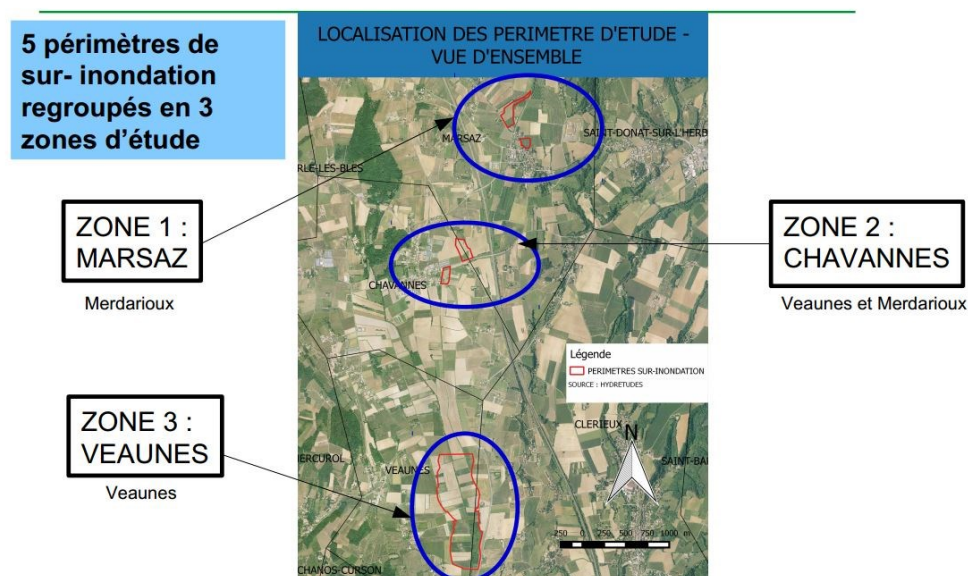 5 périmètres de
sur- inondation
regroupés en 3
zones d'étude
LOCALISATION DES PERIMETRE D'ETUDE -
VUE D'ENSEMBLE
MARSAZ
SAINT-DONAT-SUR-L'HERB
RLE-LES-BLES
ZONE 1 :
MARSAZ
Merdarioux
ZONE 2 :
CHAVANNES
Veaunes et Merdarioux
CHAVANNES
Légende
PERIMETRES SUR-INONDATION
SOURCE : HYDRETUDES
ZONE 3 :
VEAUNES
Veaunes
CLERIEUX
N
MERCUROL
VEAUNES
SAINT-BA
-250 0 250 500 750 1000 m
CHANOS-CURSON